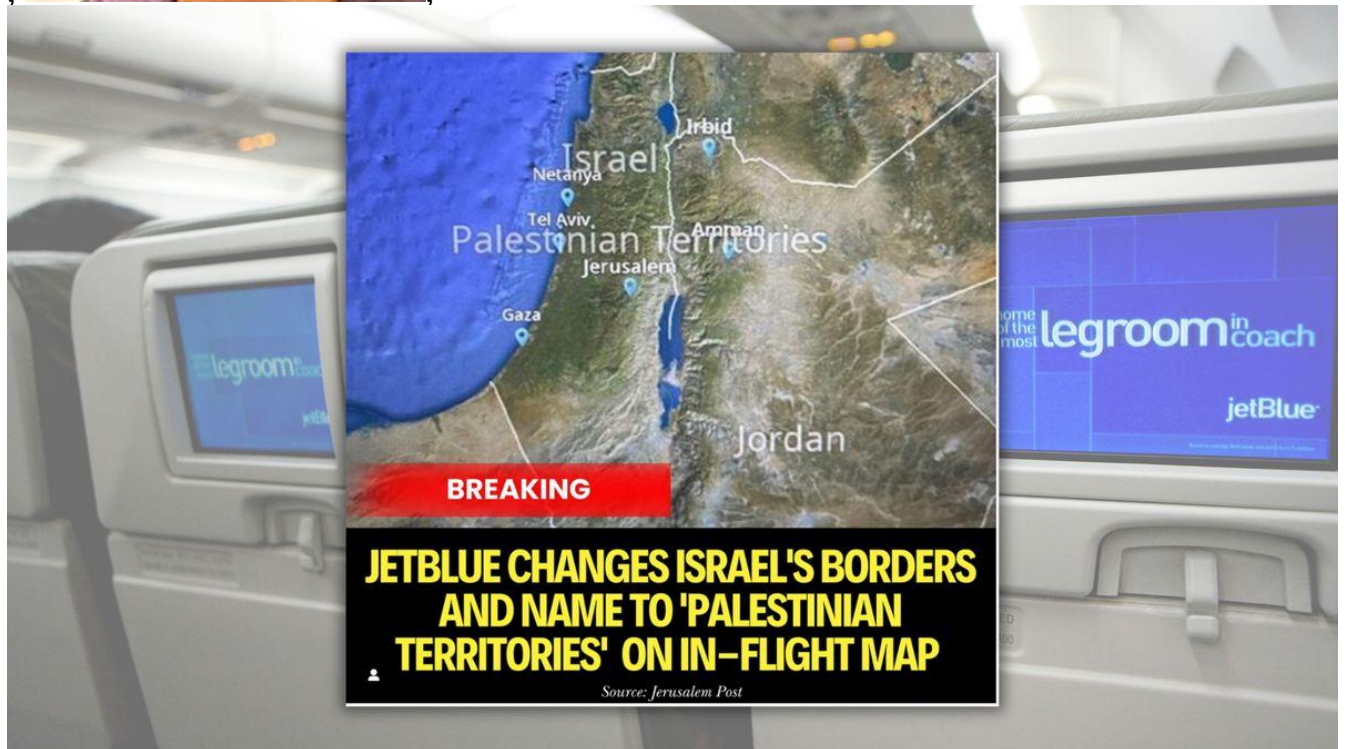 Irbid
Israel
Netanya
Tel Aviv
Amman
Palestinian Territories
Jerusalem
Gaza
Jordan
BREAKING
JETBLUE CHANGES ISRAEL'S BORDERS
AND NAME TO 'PALESTINIAN
TERRITORIES' ON IN-FLIGHT MAP
Source: Jerusalem Post
legroom
home
of the
most
legroom in
coach
jetBlue